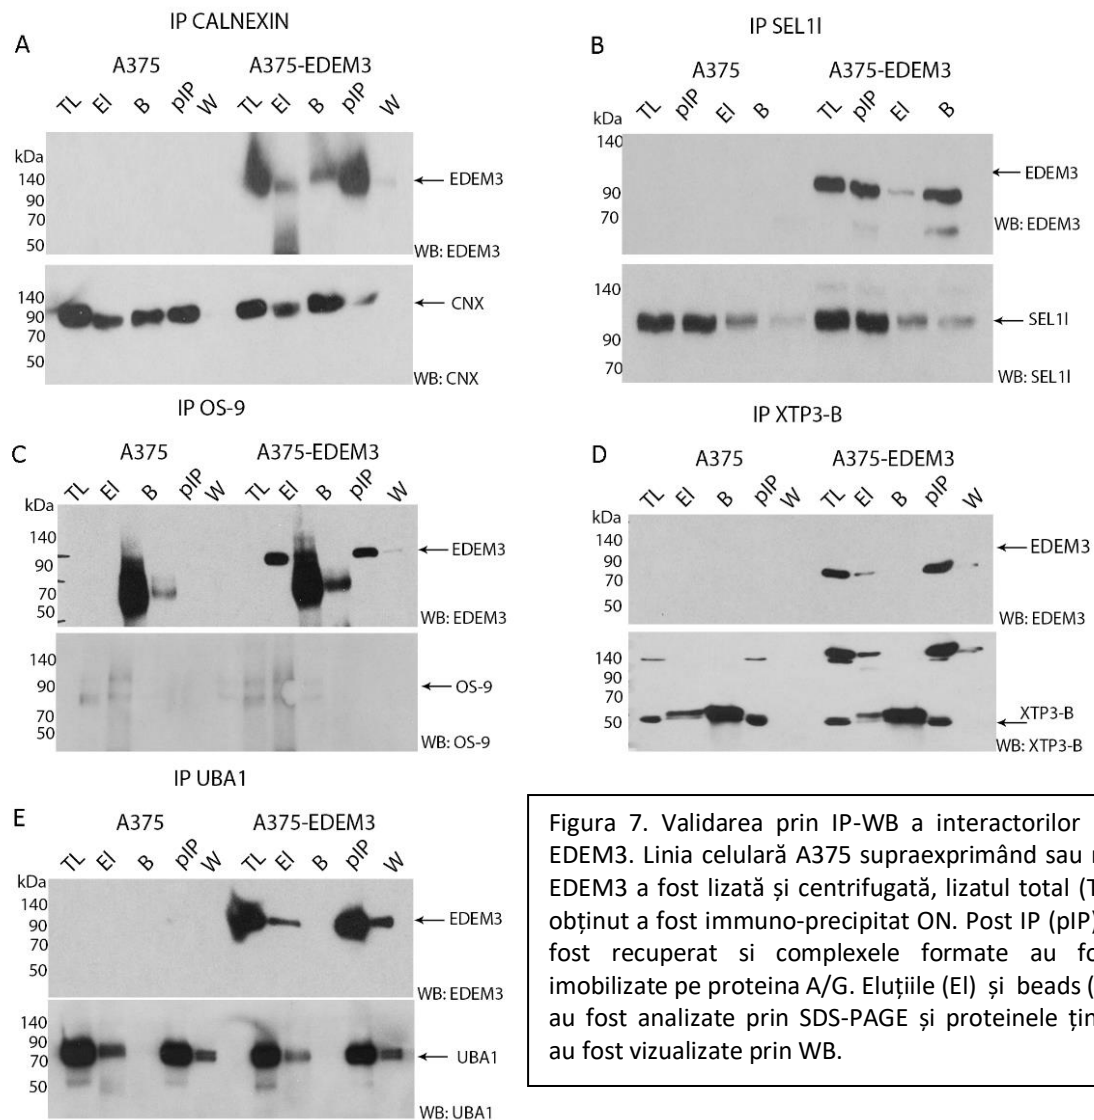 IP CALNEXIN
A
A375
A375-EDEM3
TL El B pIP W TL El B pIP W
kDa
140
90
70
50
EDEM3
WB: EDEM3
140
90
70
50
CNX
WB: CNX
IP SEL1l
B
A375
A375-EDEM3
TL pIP El B TL pIP El B
kDa
140
90
70
EDEM3
WB: EDEM3
140
90
70
SEL1l
WB: SEL1l
IP OS-9
C
A375
A375-EDEM3
TL El B pIP W TL El B pIP W
kDa
140
90
70
50
EDEM3
WB: EDEM3
140
90
70
50
OS-9
WB: OS-9
IP XTP3-B
D
A375
A375-EDEM3
TL El B pIP W TL El B pIP W
kDa
140
90
70
50
EDEM3
WB: EDEM3
140
90
70
50
XTP3-B
WB: XTP3-B
IP UBA1
E
A375
A375-EDEM3
TL El B pIP W TL El B pIP W
kDa
140
90
70
50
EDEM3
WB: EDEM3
140
90
70
50
UBA1
WB: UBA1
Figura 7. Validarea prin IP-WB a interactorilor
EDEM3. Linia celulară A375 supraexprimând sau
EDEM3 a fost lizată și centrifugată, lizatul total
obținut a fost immuno-precipitat ON. Post IP (pIP)
fost recuperat si complexele formate au
imobilizate pe proteina A/G. Eluțiile (El) și beads
au fost analizate prin SDS-PAGE și proteinele
au fost vizualizate prin WB.